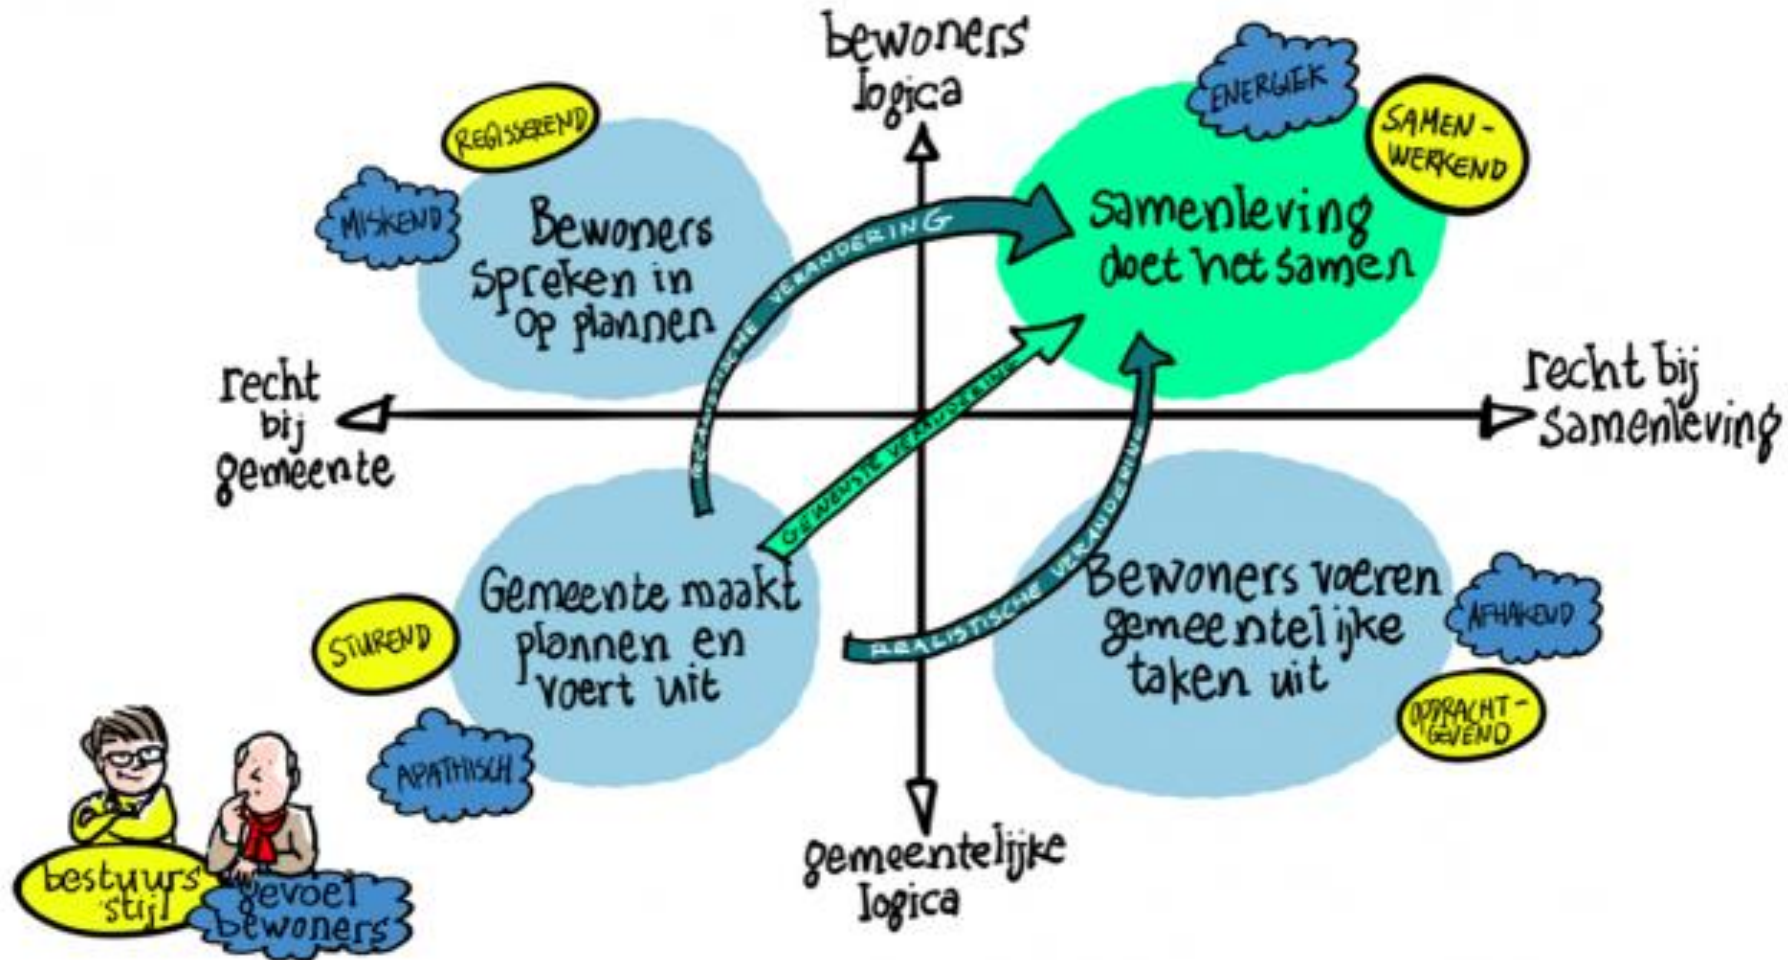 bewoners
logica
ENERGIEK
SAMEN-
WERKEND
REGISSEREND
MISKEND
Bewoners
spreken in
op plannen
samenleving
doet het samen
REALISTISCHE VERANDERING
GEWENSTE VERANDERING
REALISTISCHE VERANDERING
recht
bij
gemeente
recht bij
samenleving
Gemeente maakt
plannen en
voert uit
STUREND
APATHISCH
Bewoners voeren
gemeentelijke
taken uit
AFHAKEND
OPDRACHT-
GEVEND
gemeentelijke
logica
bestuurs
stijl
gevoel
bewoners